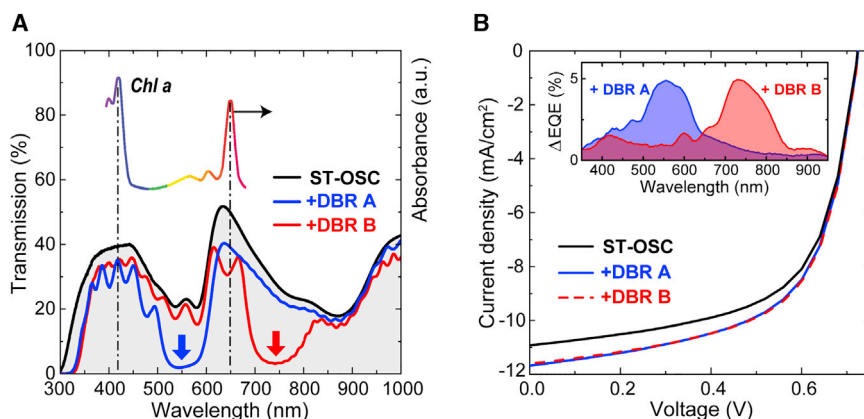 A
Transmission (%)
100
80
60
40
20
0
300 400 500 600 700 800 900 1000
Wavelength (nm)
Absorbance (a.u.)
Chl a
ST-OSC
+DBR A
+DBR B
B
Current density (mA/cm²)
0
-2
-4
-6
-8
-10
-12
0.0 0.2 0.4 0.6
Voltage (V)
ST-OSC
+DBR A
+DBR B
Δ EQE (%)
5
0
400 500 600 700 800 900
Wavelength (nm)
+ DBR A
+ DBR B